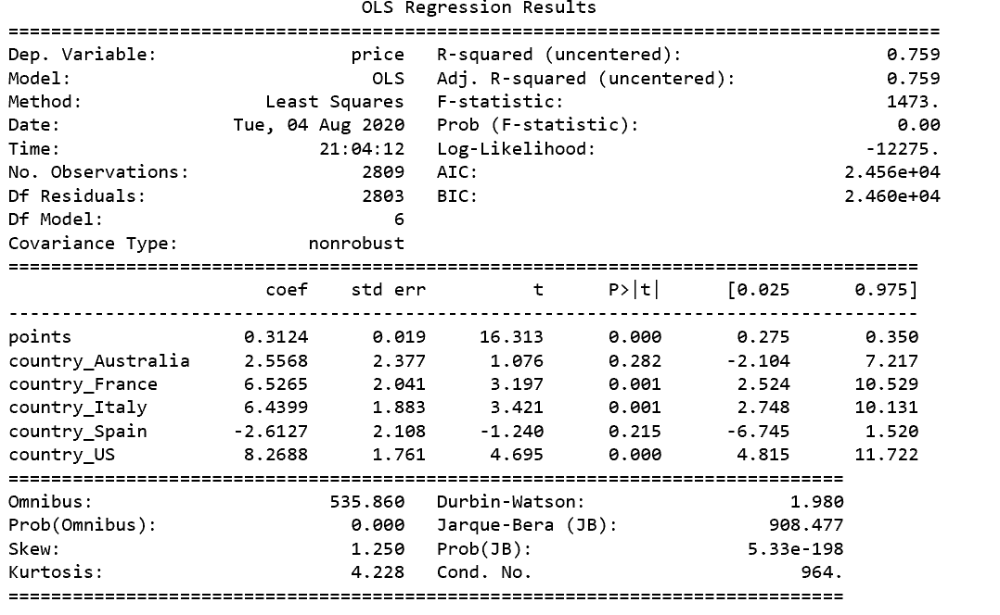 OLS Regression Results
==============================================================================
Dep. Variable: price R-squared (uncentered): 0.759
Model: OLS Adj. R-squared (uncentered): 0.759
Method: Least Squares F-statistic: 1473.
Date: Tue, 04 Aug 2020 Prob (F-statistic): 0.00
Time: 21:04:12 Log-Likelihood: -12275.
No. Observations: 2809 AIC: 2.456e+04
Df Residuals: 2803 BIC: 2.460e+04
Df Model: 6
Covariance Type: nonrobust
==============================================================================
coef std err t P>|t| [0.025 0.975]
------------------------------------------------------------------------------
points 0.3124 0.019 16.313 0.000 0.275 0.350
country_Australia 2.5568 2.377 1.076 0.282 -2.104 7.217
country_France 6.5265 2.041 3.197 0.001 2.524 10.529
country_Italy 6.4399 1.883 3.421 0.001 2.748 10.131
country_Spain -2.6127 2.108 -1.240 0.215 -6.745 1.520
country_US 8.2688 1.761 4.695 0.000 4.815 11.722
==============================================================================
Omnibus: 535.860 Durbin-Watson: 1.980
Prob(Omnibus): 0.000 Jarque-Bera (JB): 908.477
Skew: 1.250 Prob(JB): 5.33e-198
Kurtosis: 4.228 Cond. No. 964.
==============================================================================